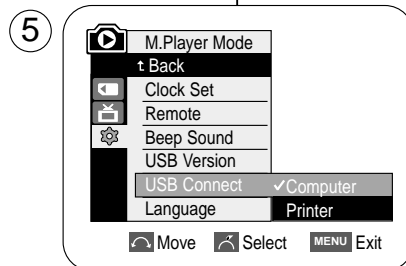 5
M.Player Mode
Back
Clock Set
Remote
Beep Sound
USB Version
USB Connect ✓Computer
Language Printer
Move Select MENU Exit